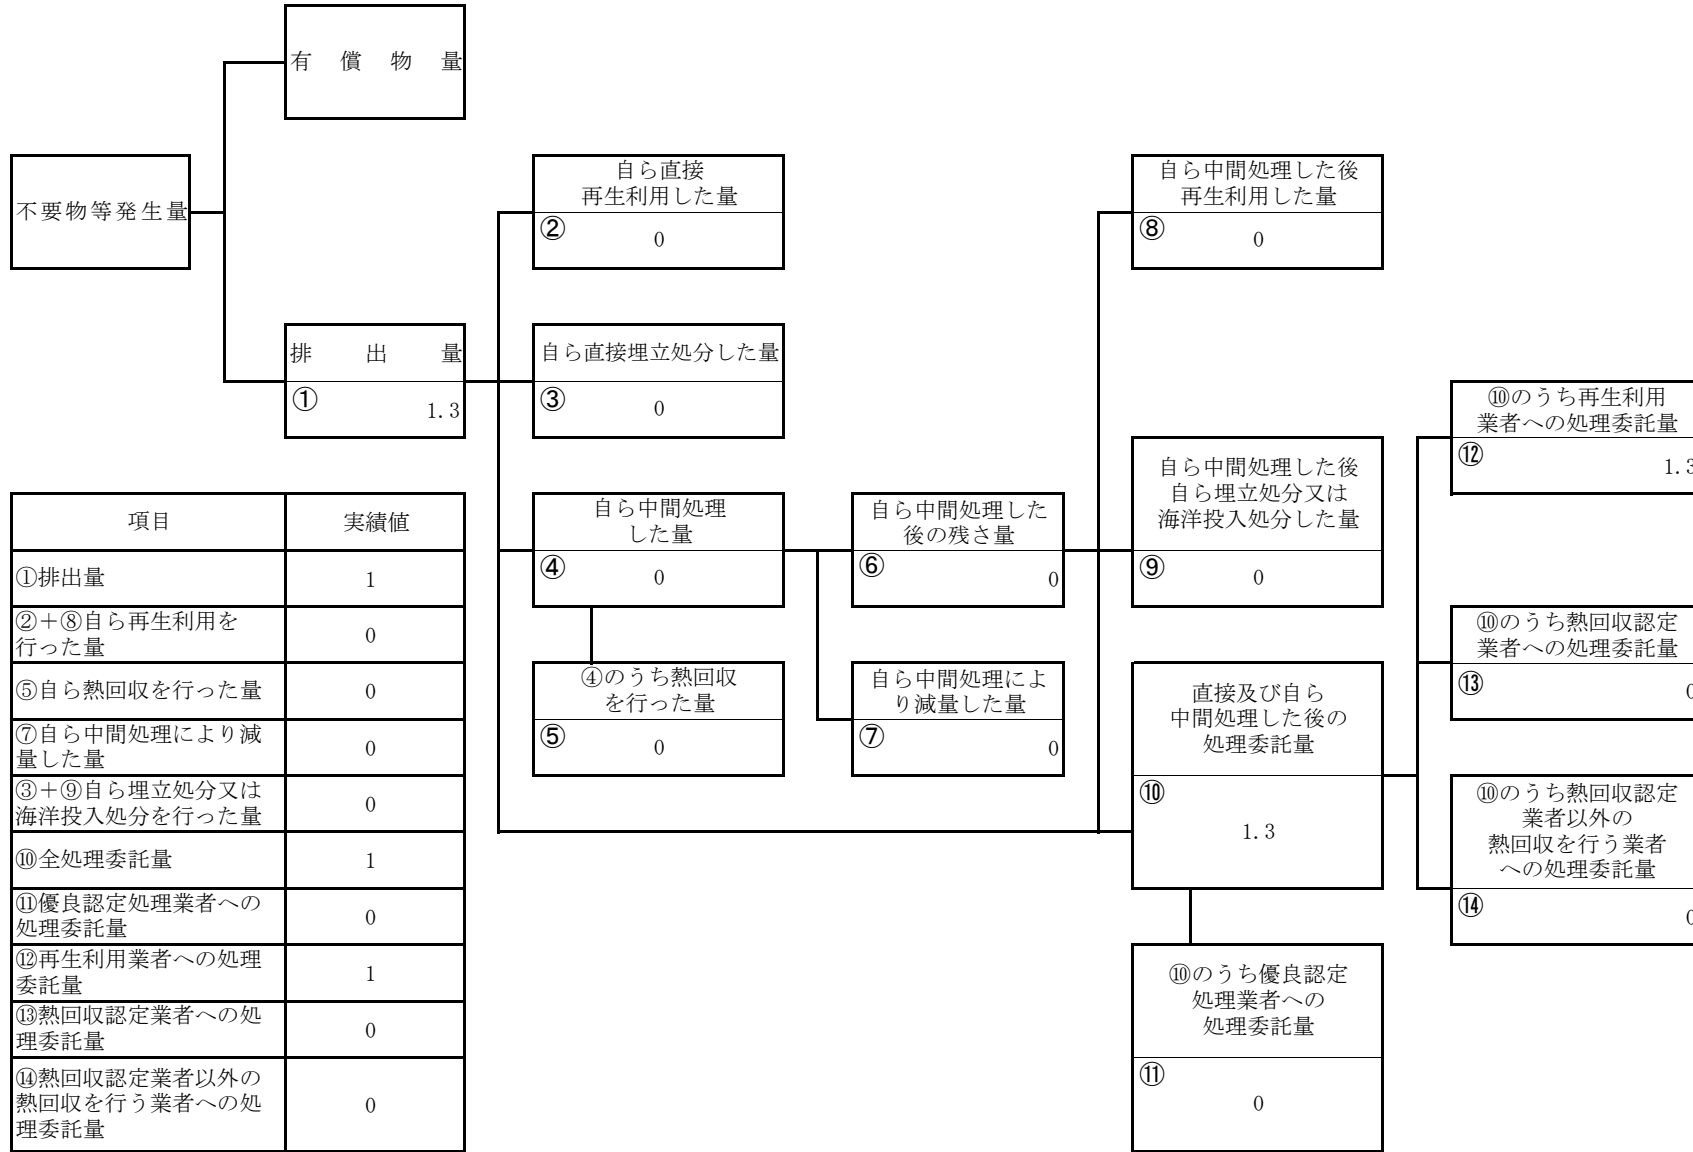 有償物量
不要物等発生量
自ら直接
再生利用した量
②
0
自ら中間処理した後
再生利用した量
⑧
0
排出量
①
1.3
自ら直接埋立処分した量
③
0
⑩のうち再生利用
業者への処理委託量
⑫
1.3
自ら中間処理
した量
④
0
自ら中間処理した
後の残さ量
⑥
0
自ら中間処理した後
自ら埋立処分又は
海洋投入処分した量
⑨
0
⑩のうち熱回収認定
業者への処理委託量
⑬
0
④のうち熱回収
を行った量
⑤
0
自ら中間処理によ
り減量した量
⑦
0
直接及び自ら
中間処理した後の
処理委託量
⑩
1.3
⑩のうち熱回収認定
業者以外の
熱回収を行う業者
への処理委託量
⑭
0
⑩のうち優良認定
処理業者への
処理委託量
⑪
0
項目 実績値
①排出量 1
②＋⑧自ら再生利用を
行った量 0
⑤自ら熱回収を行った量 0
⑦自ら中間処理により減
量した量 0
③＋⑨自ら埋立処分又は
海洋投入処分を行った量 0
⑩全処理委託量 1
⑪優良認定処理業者への
処理委託量 0
⑫再生利用業者への処理
委託量 1
⑬熱回収認定業者への処
理委託量 0
⑭熱回収認定業者以外の
熱回収を行う業者への処
理委託量 0